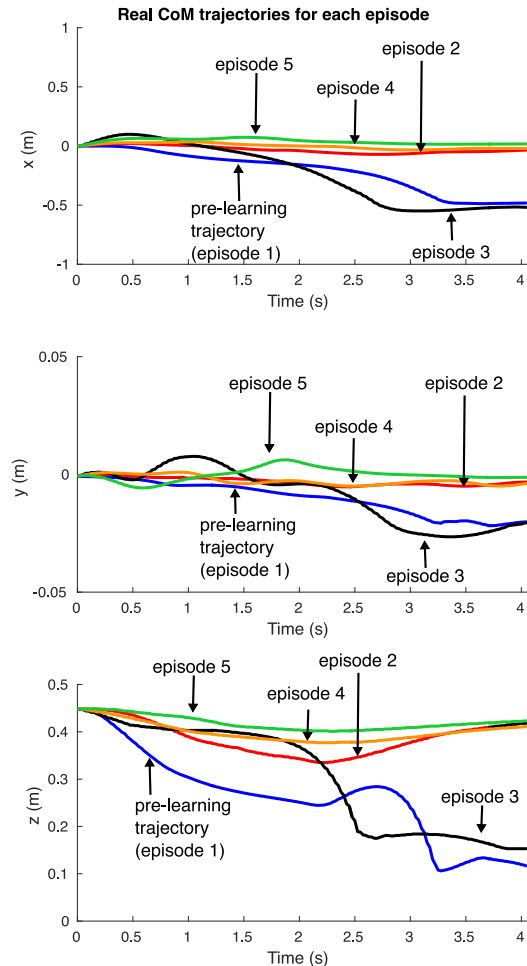 Real CoM trajectories for each episode
1
0.5
0
-0.5
-1
x (m)
episode 5
episode 4
episode 2
pre-learning
trajectory
(episode 1)
episode 3
0 0.5 1 1.5 2 2.5 3 3.5 4
Time (s)
0.05
0
-0.05
y (m)
episode 5
episode 4
episode 2
pre-learning
trajectory
(episode 1)
episode 3
0 0.5 1 1.5 2 2.5 3 3.5 4
Time (s)
0.5
0.4
0.3
0.2
0.1
0
z (m)
episode 5
episode 4
episode 2
pre-learning
trajectory
(episode 1)
episode 3
0 0.5 1 1.5 2 2.5 3 3.5 4
Time (s)